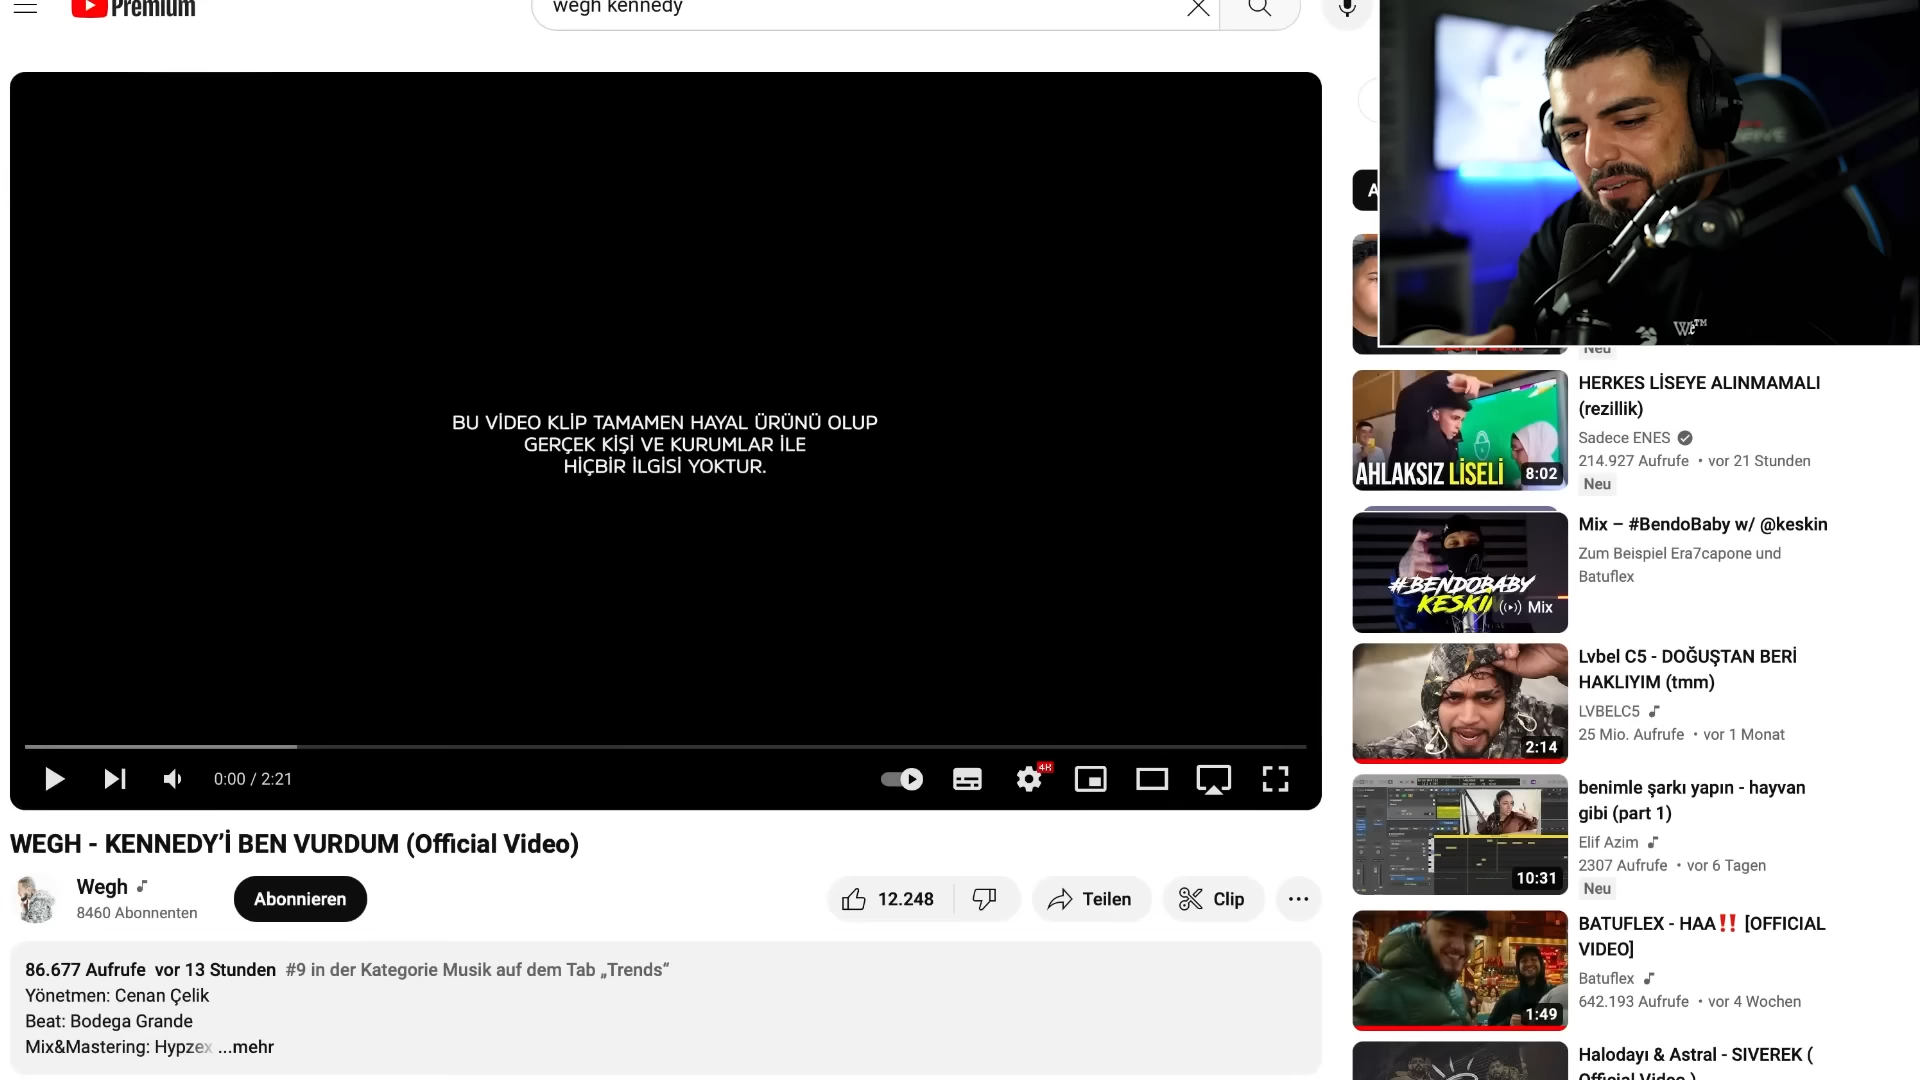 Premium
wegh kennedy
BU VİDEO KLİP TAMAMEN HAYAL ÜRÜNÜ OLUP
GERÇEK KİŞİ VE KURUMLAR İLE
HİÇBİR İLGİSİ YOKTUR.
0:00 / 2:21
4K
WEGH - KENNEDY’İ BEN VURDUM (Official Video)
Wegh
8460 Abonnenten
Abonnieren
12.248
Teilen
Clip
86.677 Aufrufe vor 13 Stunden #9 in der Kategorie Musik auf dem Tab „Trends“
Yönetmen: Cenan Çelik
Beat: Bodega Grande
Mix&Mastering: Hypzex ...mehr
A
Neu
AHLAKSIZ LİSELİ
8:02
HERKES LİSEYE ALINMAMALI
(rezillik)
Sadece ENES
214.927 Aufrufe • vor 21 Stunden
Neu
#BENDOBABY
KESKİN
Mix
Mix – #BendoBaby w/ @keskin
Zum Beispiel Era7capone und
Batuflex
2:14
Lvbel C5 - DOĞUŞTAN BERİ
HAKLIYIM (tmm)
LVBELC5
25 Mio. Aufrufe • vor 1 Monat
10:31
benimle şarkı yapın - hayvan
gibi (part 1)
Elif Azim
2307 Aufrufe • vor 6 Tagen
Neu
1:49
BATUFLEX - HAA‼️ [OFFICIAL
VIDEO]
Batuflex
642.193 Aufrufe • vor 4 Wochen
Halodayı & Astral - SIVEREK (
Official Video )